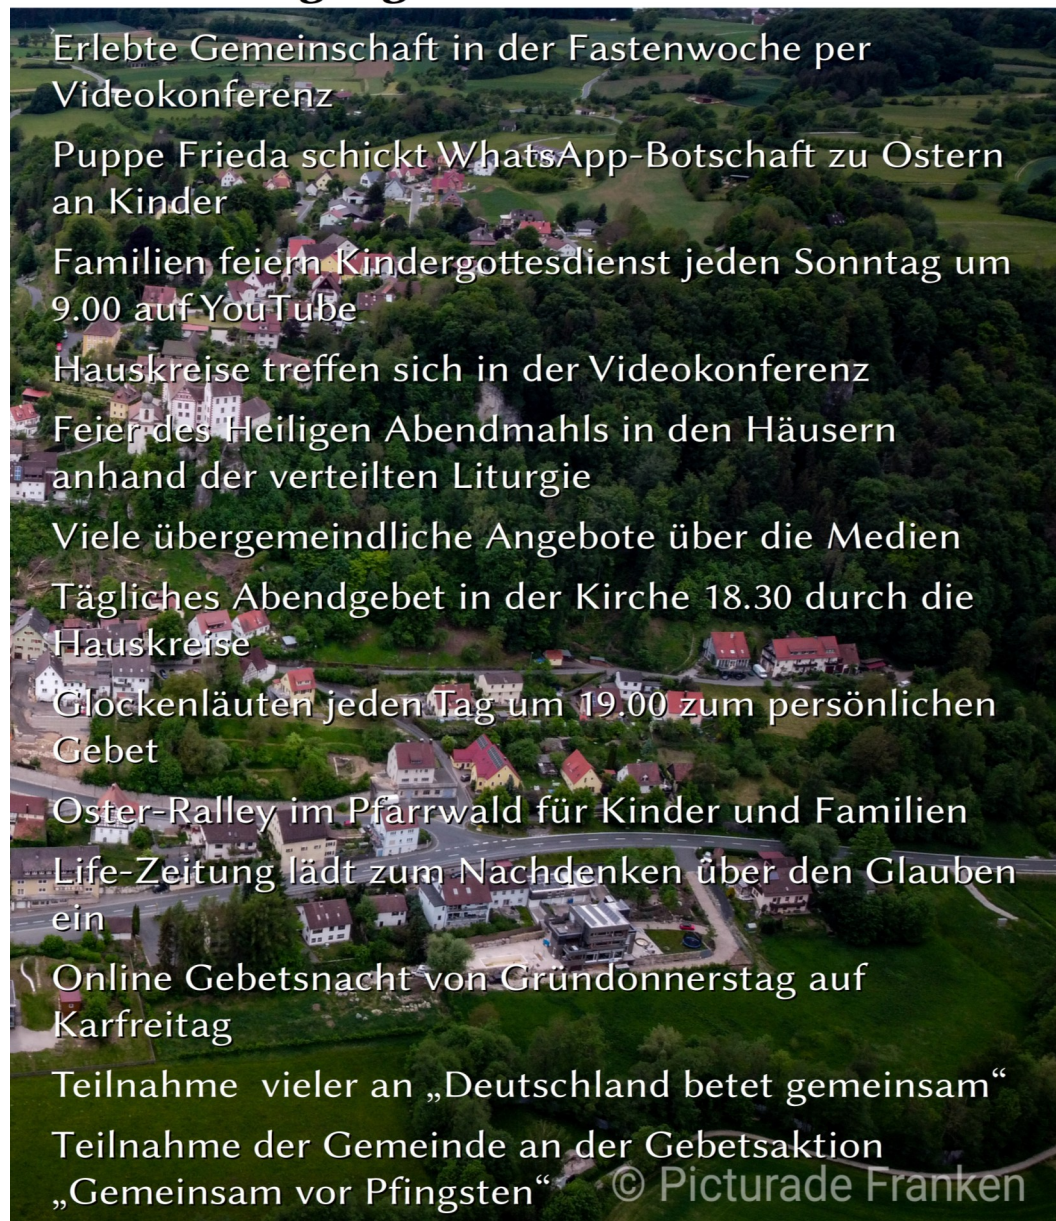 Erlebte Gemeinschaft in der Fastenwoche per
Videokonferenz
Puppe Frieda schickt WhatsApp-Botschaft zu Ostern
an Kinder
Familien feiern Kindergottesdienst jeden Sonntag um
9.00 auf YouTube
Hauskreise treffen sich in der Videokonferenz
Feier des Heiligen Abendmahls in den Häusern
anhand der verteilten Liturgie
Viele übergemeindliche Angebote über die Medien
Tägliches Abendgebet in der Kirche 18.30 durch die
Hauskreise
Glockenläuten jeden Tag um 19.00 zum persönlichen
Gebet
Oster-Ralley im Pfarrwald für Kinder und Familien
Life-Zeitung lädt zum Nachdenken über den Glauben
ein
Online Gebetsnacht von Gründonnerstag auf
Karfreitag
Teilnahme  vieler an „Deutschland betet gemeinsam“
Teilnahme der Gemeinde an der Gebetsaktion
„Gemeinsam vor Pfingsten“
© Picturade Franken